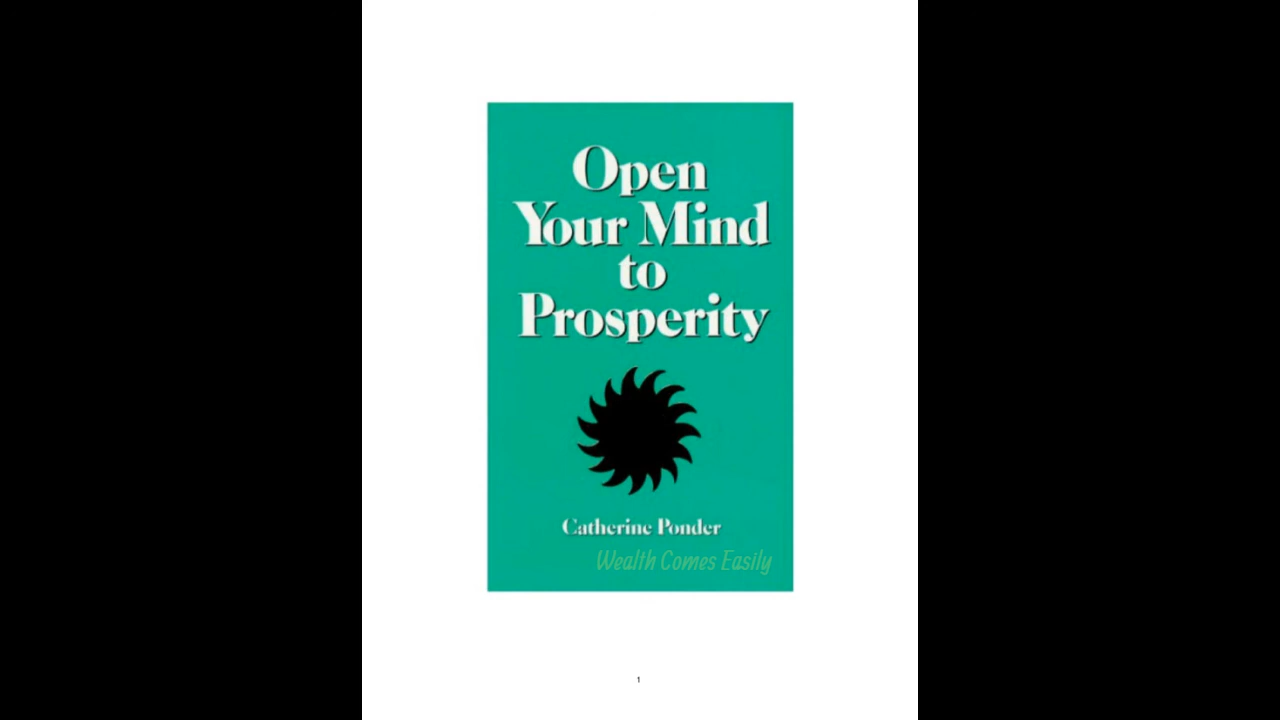 Open
Your Mind
to
Prosperity
Catherine Ponder
Wealth Comes Easily
1